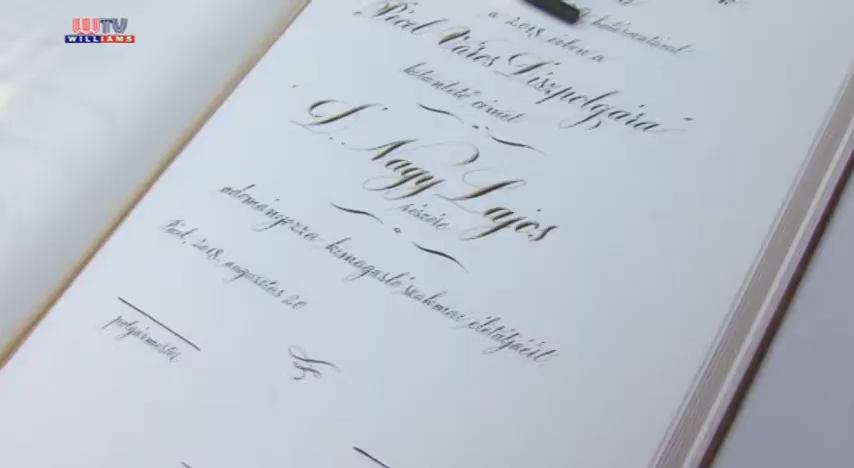 WTV
WILLIAMS
határozatával
a 2018. évben a
"Pécel Város Díszpolgára"
kitüntető címet
L. Nagy Lajos
részére
adományozza kimagasló szakmai életútjáért.
Pécel, 2018. augusztus 20
polgármester